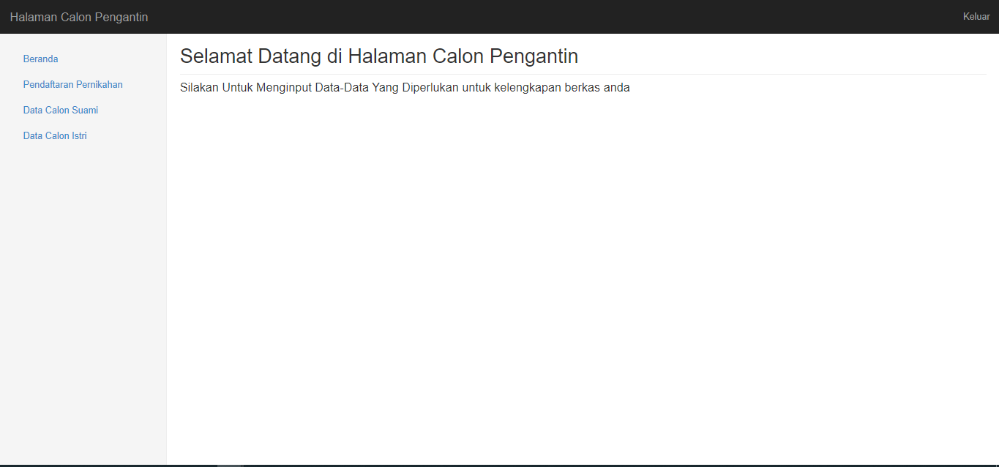 Halaman Calon Pengantin
Keluar
Beranda
Pendaftaran Pernikahan
Data Calon Suami
Data Calon Istri
Selamat Datang di Halaman Calon Pengantin
Silakan Untuk Menginput Data-Data Yang Diperlukan untuk kelengkapan berkas anda